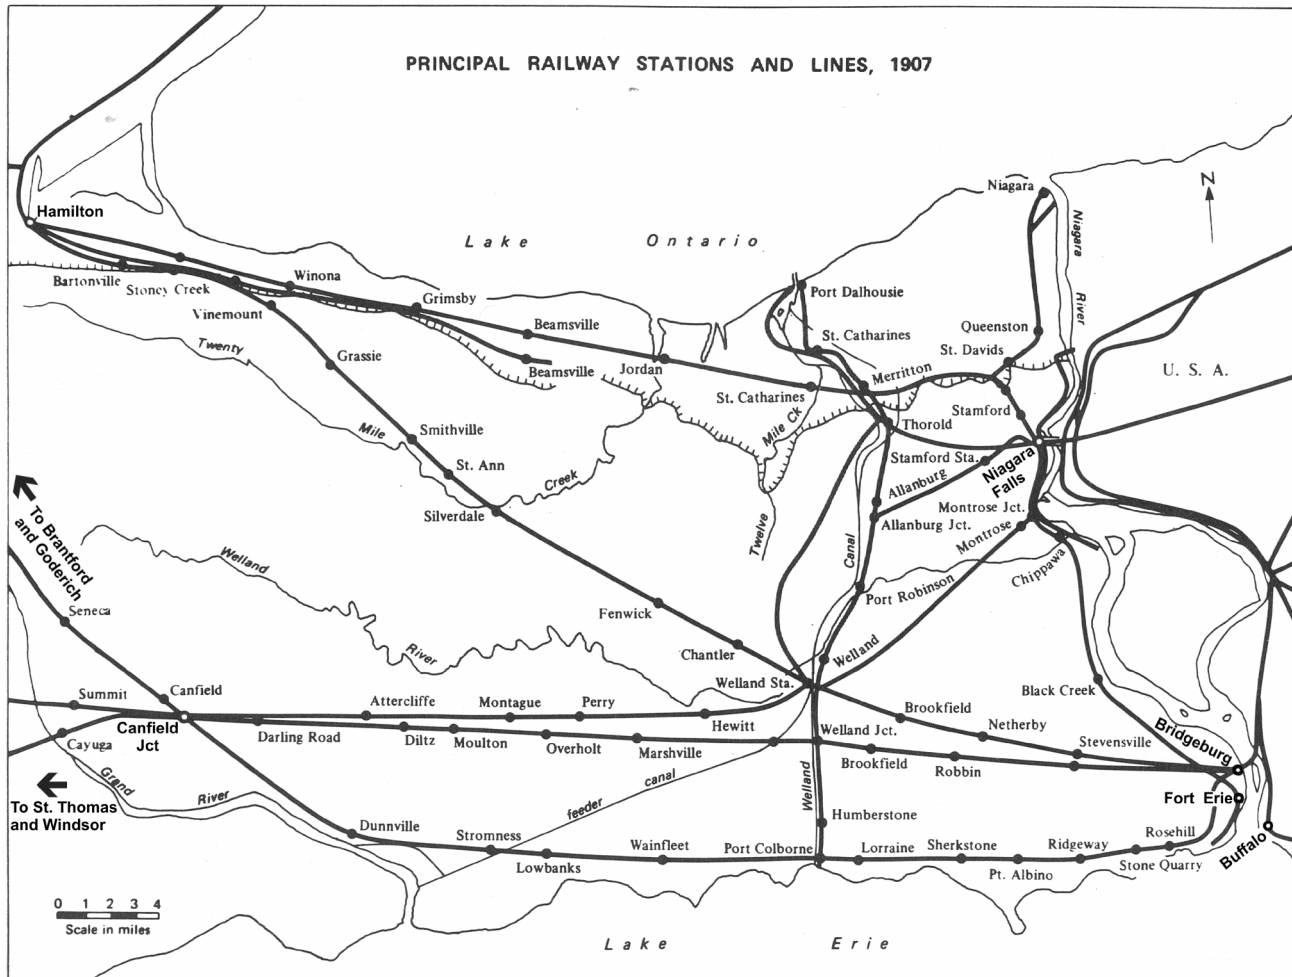 PRINCIPAL RAILWAY STATIONS AND LINES, 1907
N
Niagara
Niagara
River
Hamilton
Lake Ontario
Bartonville
Stoney Creek
Winona
Vinemount
Grimsby
Port Dalhousie
Beamsville
St. Catharines
Queenston
St. Davids
Twenty
Grassie
Beamsville
Jordan
Merritton
U. S. A.
St. Catharines
Stamford
Mile
Smithville
Mile Ck
Thorold
St. Ann
Creek
Stamford Sta.
Niagara
Falls
Allanburg
Silverdale
Montrose Jct.
Allanburg Jct.
Montrose
To Brantford
and Goderich
Twelve
Canal
Chippawa
Welland
Port Robinson
Seneca
Fenwick
River
Chantler
Welland
Welland Sta.
Black Creek
Summit
Canfield
Attercliffe
Montague
Perry
Brookfield
Netherby
Hewitt
Canfield
Jct
Darling Road
Diltz
Moulton
Overholt
Marshville
Welland Jct.
Stevensville
Bridgeburg
Cayuga
Brookfield
Robbin
Grand
River
feeder canal
Welland
Fort Erie
To St. Thomas
and Windsor
Dunnville
Stromness
Humberstone
Rosehill
Buffalo
Wainfleet
Port Colborne
Lorraine
Sherkstone
Ridgeway
Lowbanks
Pt. Albino
Stone Quarry
0 1 2 3 4
Scale in miles
Lake Erie